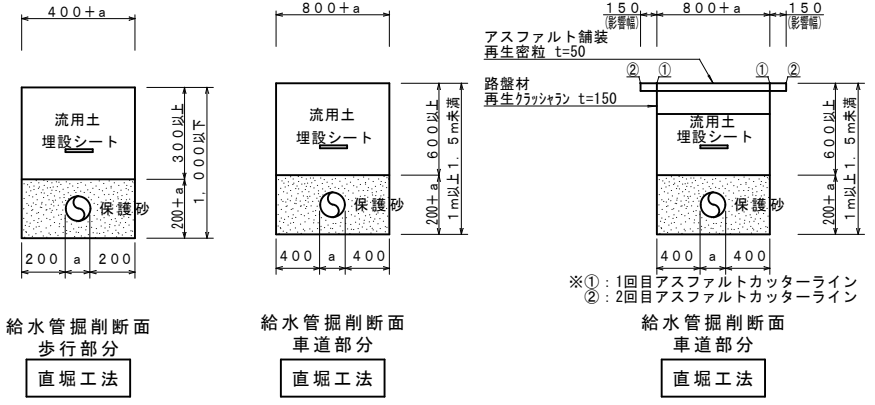 400+a
流用土
埋設シート
保護砂
300以上
200+a
1,000以下
200 a 200
給水管掘削断面
歩行部分
直堀工法
800+a
流用土
埋設シート
保護砂
600以上
200+a
1m以上1.5m未満
400 a 400
給水管掘削断面
車道部分
直堀工法
150 800+a 150
(影響幅) (影響幅)
アスファルト舗装
再生密粒 t=50
② ① ① ②
路盤材
再生クラッシャラン t=150
流用土
埋設シート
保護砂
600以上
200+a
1m以上1.5m未満
400 a 400
※①:1回目アスファルトカッターライン
②:2回目アスファルトカッターライン
給水管掘削断面
車道部分
直堀工法